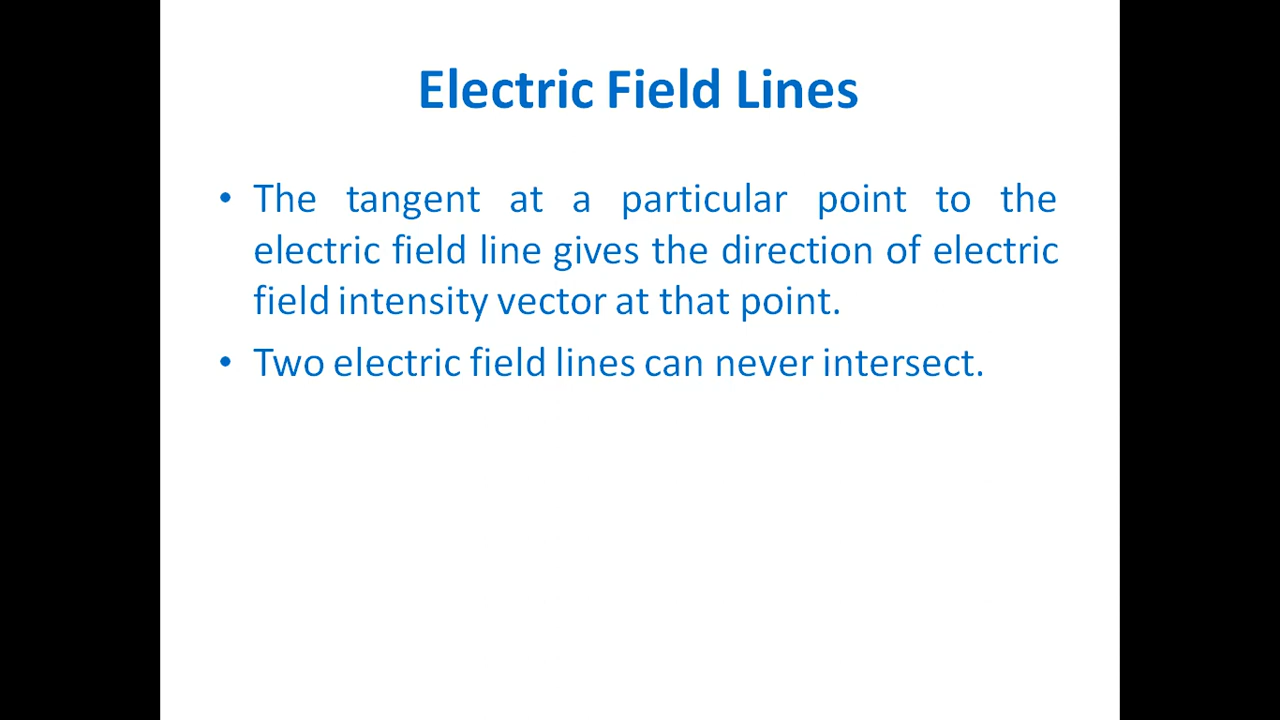 Electric Field Lines
• The tangent at a particular point to the
electric field line gives the direction of electric
field intensity vector at that point.
• Two electric field lines can never intersect.